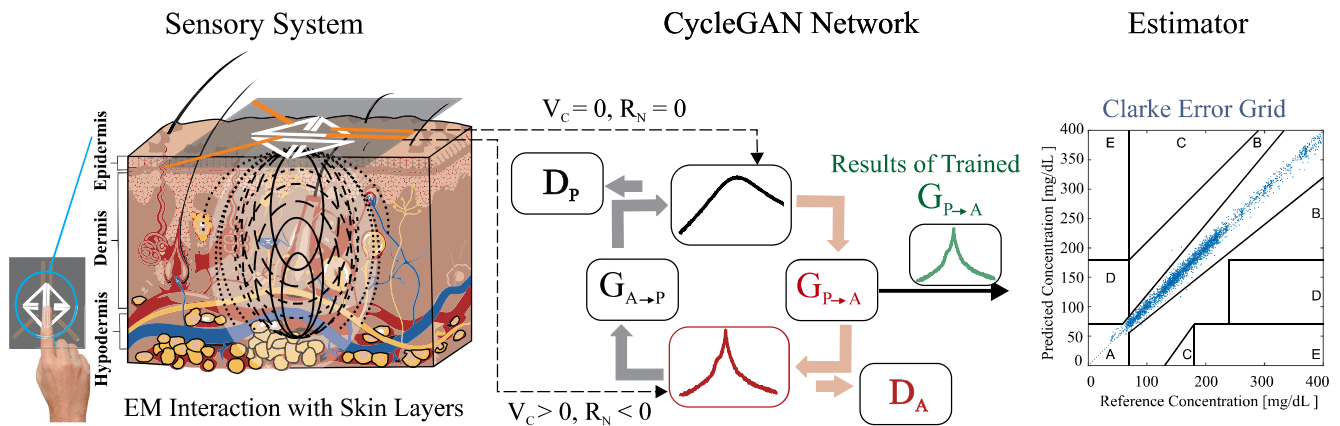 Sensory System
CycleGAN Network
Estimator
Epidermis
Dermis
Hypodermis
EM Interaction with Skin Layers
V_C = 0, R_N = 0
D_P
G_A→P
G_P→A
D_A
V_C > 0, R_N < 0
Results of Trained
G_P→A
Clarke Error Grid
Predicted Concentration [mg/dL]
400
350
300
250
200
150
100
50
0
E
C
B
B
D
D
A
C
E
0
100
200
300
400
Reference Concentration [mg/dL ]